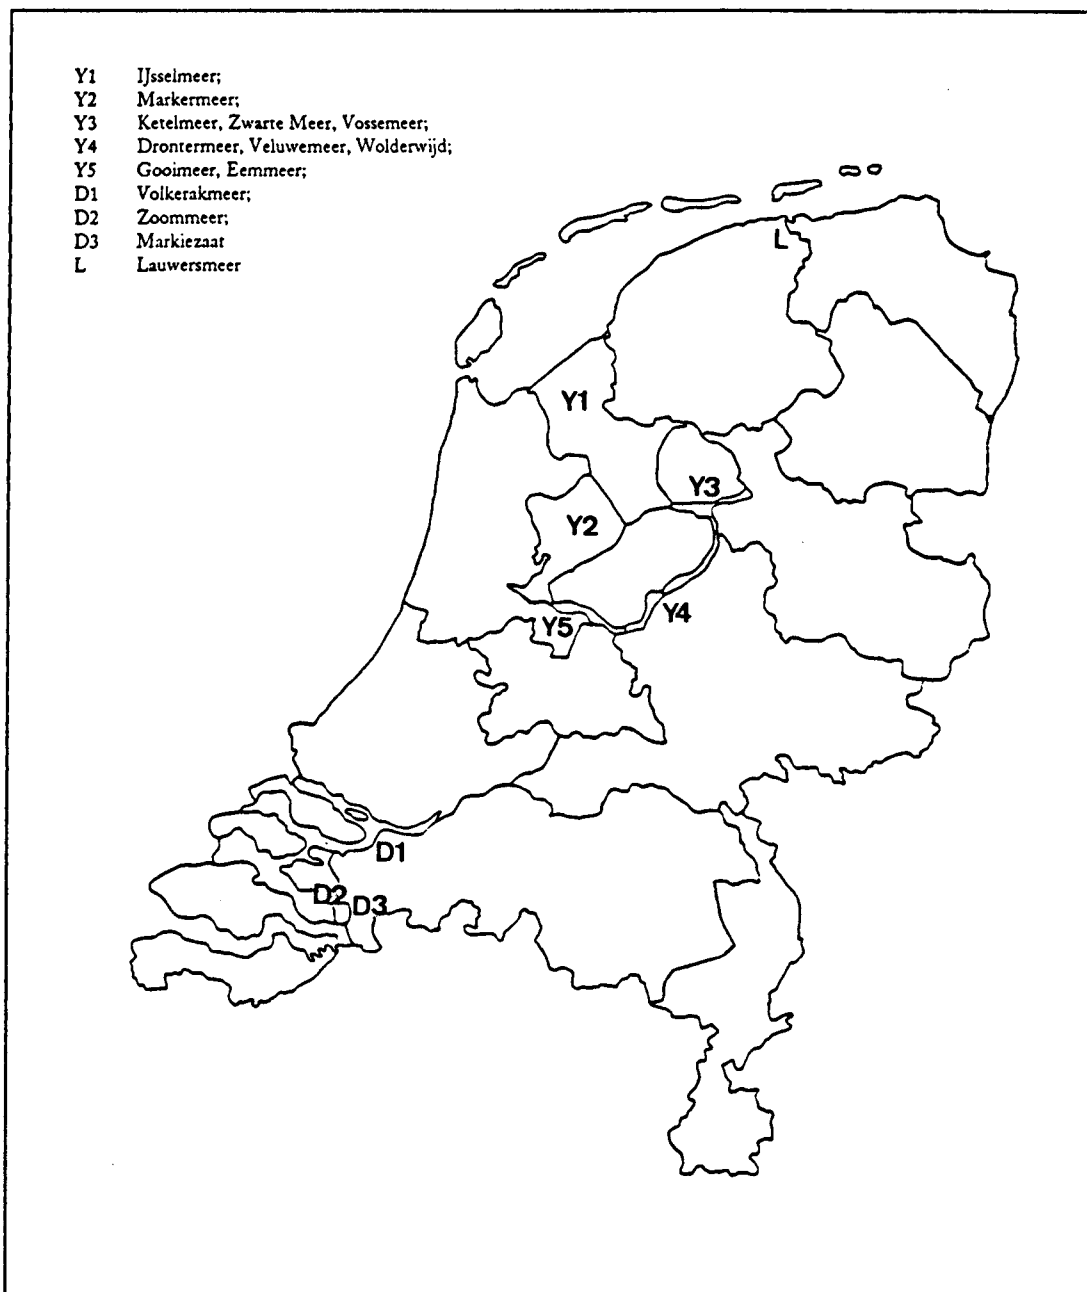 Y1 IJsselmeer;
Y2 Markermeer;
Y3 Ketelmeer, Zwarte Meer, Vossemeer;
Y4 Drontermeer, Veluwemeer, Wolderwijd;
Y5 Gooimeer, Eemmeer;
D1 Volkerakmeer;
D2 Zoommeer;
D3 Markiezaat
L Lauwersmeer
L
Y1
Y3
Y2
Y4
Y5
D1
D2
D3